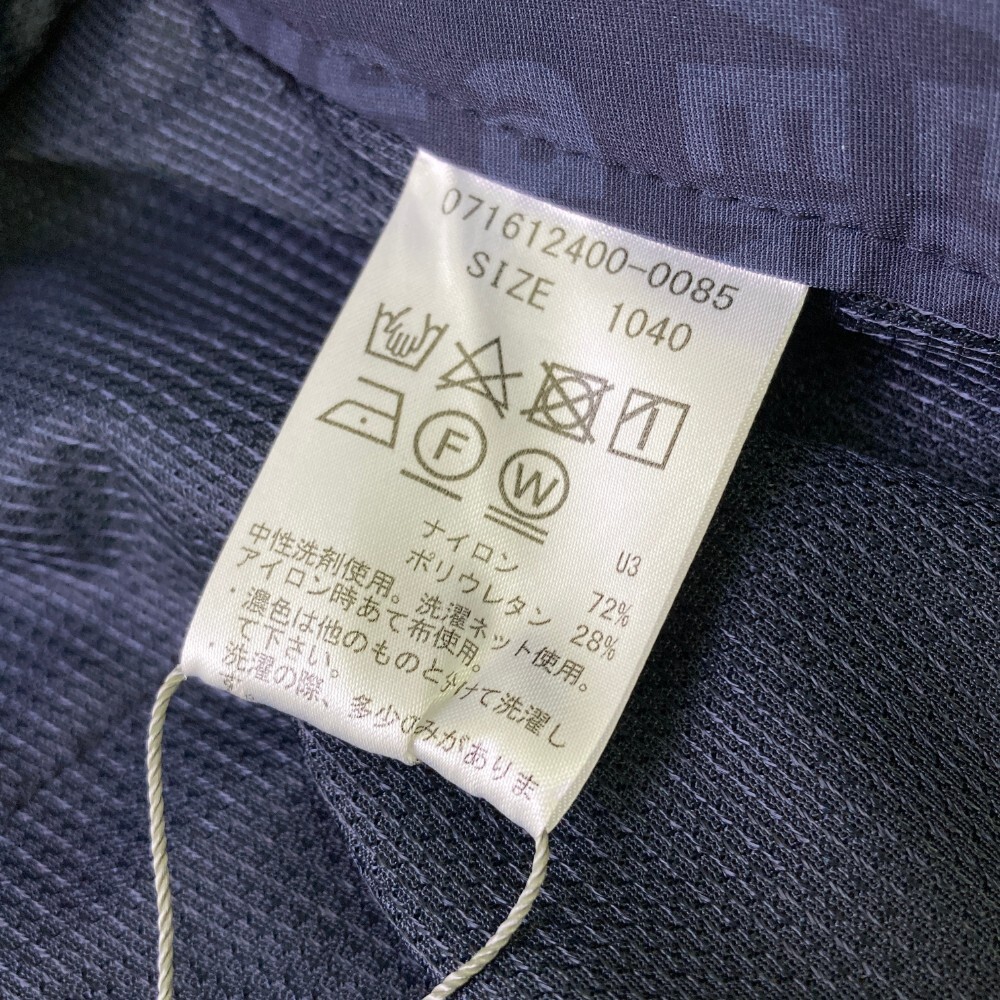 071612400-0085
SIZE 1040
F
W
U3
ナイロン 72%
ポリウレタン 28%
中性洗剤使用。洗濯ネット使用。
アイロン時あて布使用。
・濃色は他のものと分けて洗濯し
て下さい。
・洗濯の際、多少ちみがありま
す。